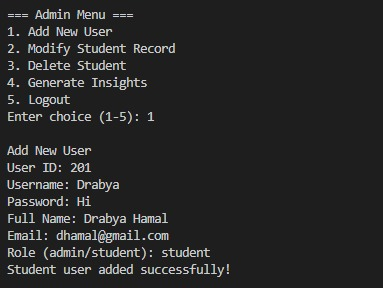 === Admin Menu ===
1. Add New User
2. Modify Student Record
3. Delete Student
4. Generate Insights
5. Logout
Enter choice (1-5): 1

Add New User
User ID: 201
Username: Drabya
Password: Hi
Full Name: Drabya Hamal
Email: dhamal@gmail.com
Role (admin/student): student
Student user added successfully!